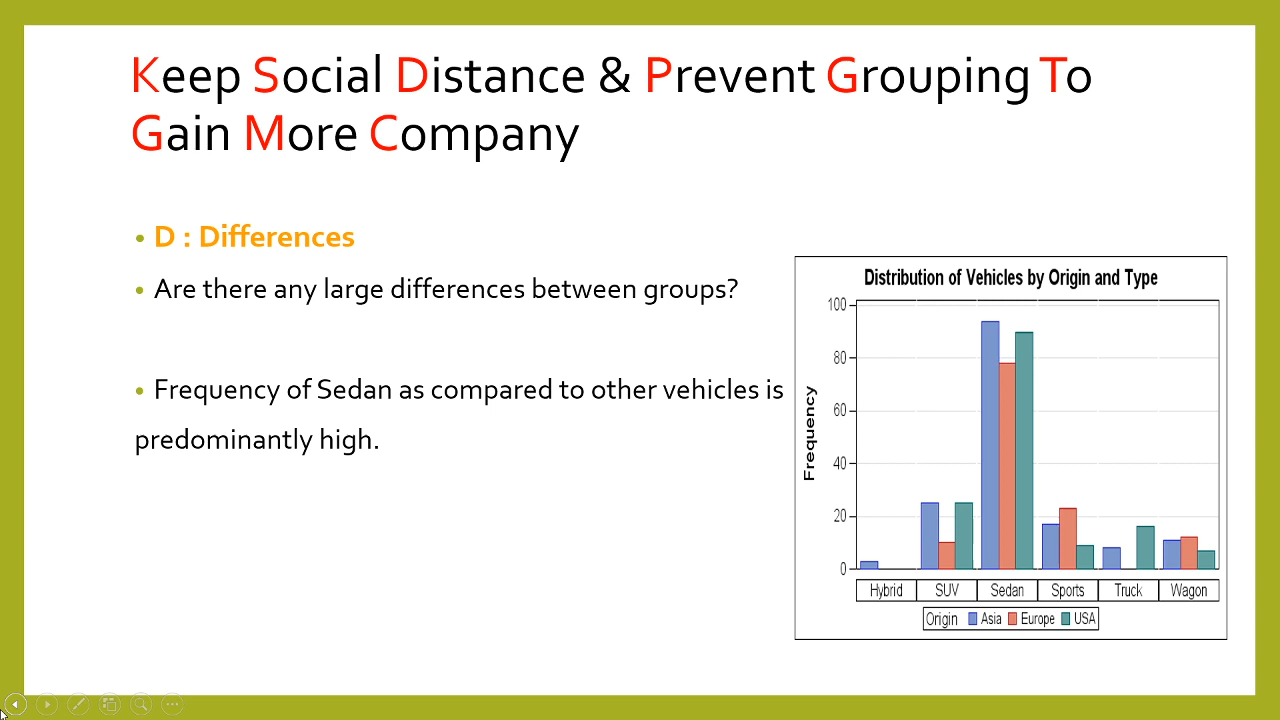 Keep Social Distance & Prevent Grouping To
Gain More Company
• D : Differences
• Are there any large differences between groups?
• Frequency of Sedan as compared to other vehicles is
predominantly high.
Distribution of Vehicles by Origin and Type
Frequency
100
80
60
40
20
0
Hybrid SUV Sedan Sports Truck Wagon
Origin Asia Europe USA